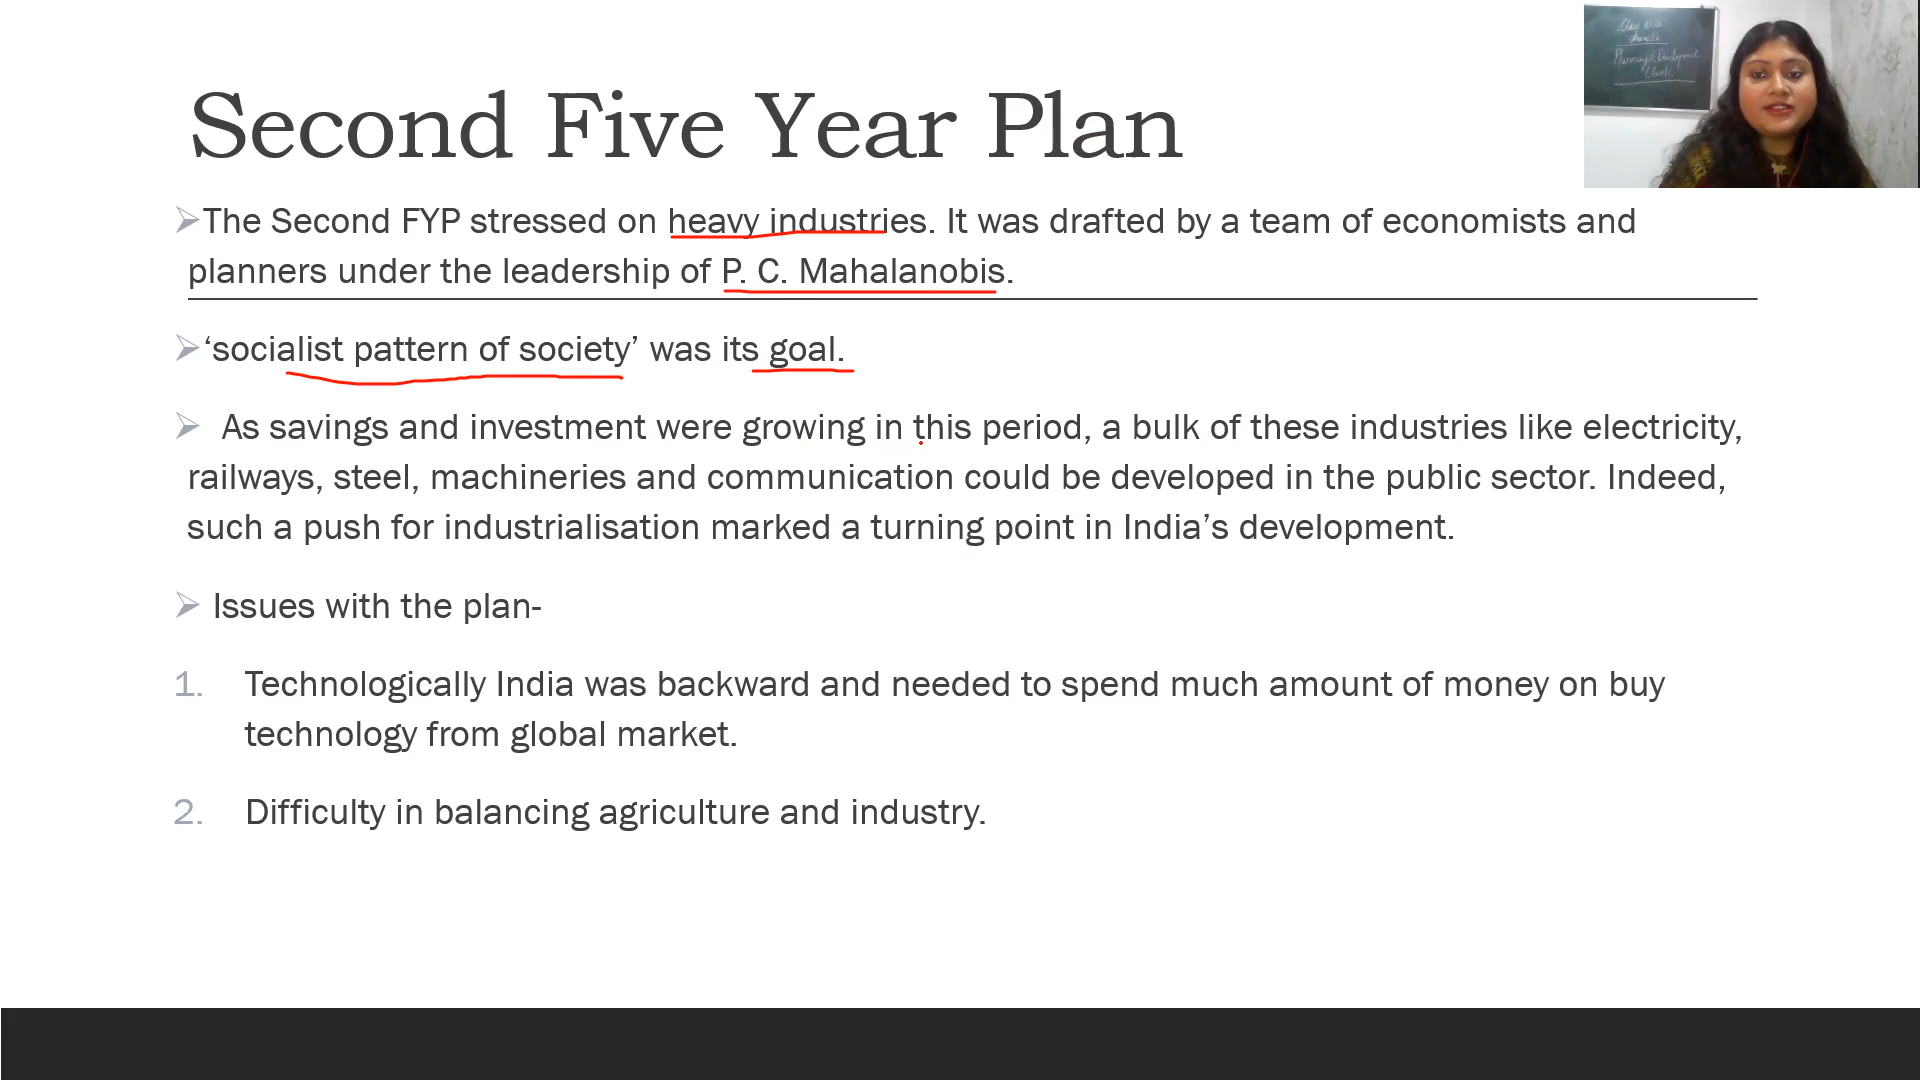 Second Five Year Plan
➢The Second FYP stressed on heavy industries. It was drafted by a team of economists and
planners under the leadership of P. C. Mahalanobis.
➢‘socialist pattern of society’ was its goal.
➢ As savings and investment were growing in this period, a bulk of these industries like electricity,
railways, steel, machineries and communication could be developed in the public sector. Indeed,
such a push for industrialisation marked a turning point in India’s development.
➢ Issues with the plan-
1. Technologically India was backward and needed to spend much amount of money on buy
technology from global market.
2. Difficulty in balancing agriculture and industry.
Planning & Development